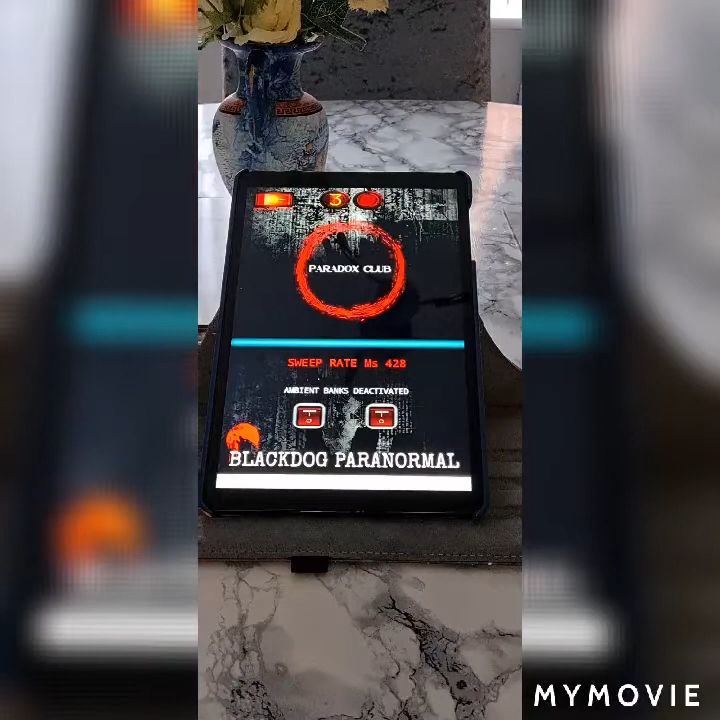 3
PARADOX CLUB
SWEEP RATE Ms 428
AMBIENT BANKS DEACTIVATED
BLACKDOG PARANORMAL
MYMOVIE